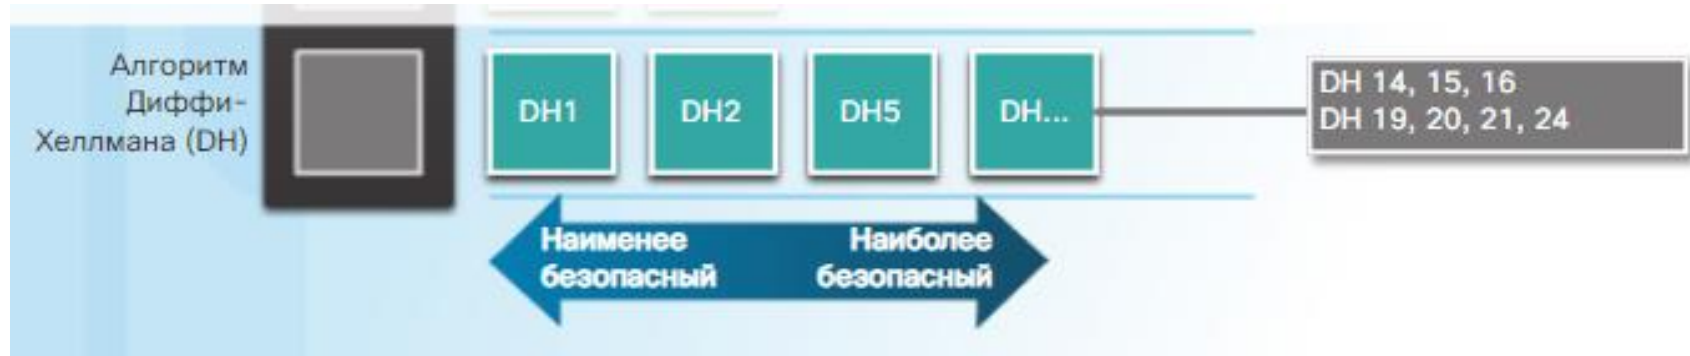 Алгоритм
Диффи-
Хеллмана (DH)
DH1
DH2
DH5
DH...
DH 14, 15, 16
DH 19, 20, 21, 24
Наименее
безопасный
Наиболее
безопасный